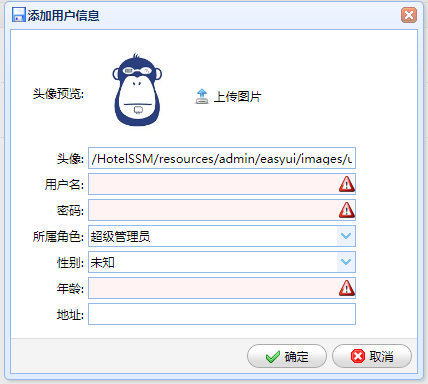 添加用户信息
头像预览:
上传图片
头像: /HotelSSM/resources/admin/easyui/images/u
用户名:
密码:
所属角色: 超级管理员
性别: 未知
年龄:
地址:
确定 取消